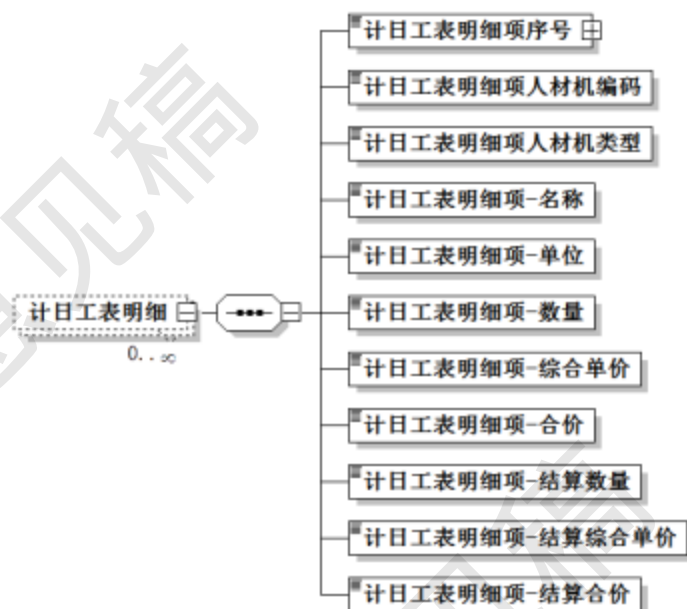 计日工表明细项序号
计日工表明细项人材机编码
计日工表明细项人材机类型
计日工表明细项-名称
计日工表明细项-单位
计日工表明细
0..∞
计日工表明细项-数量
计日工表明细项-综合单价
计日工表明细项-合价
计日工表明细项-结算数量
计日工表明细项-结算综合单价
计日工表明细项-结算合价
见稿
见稿